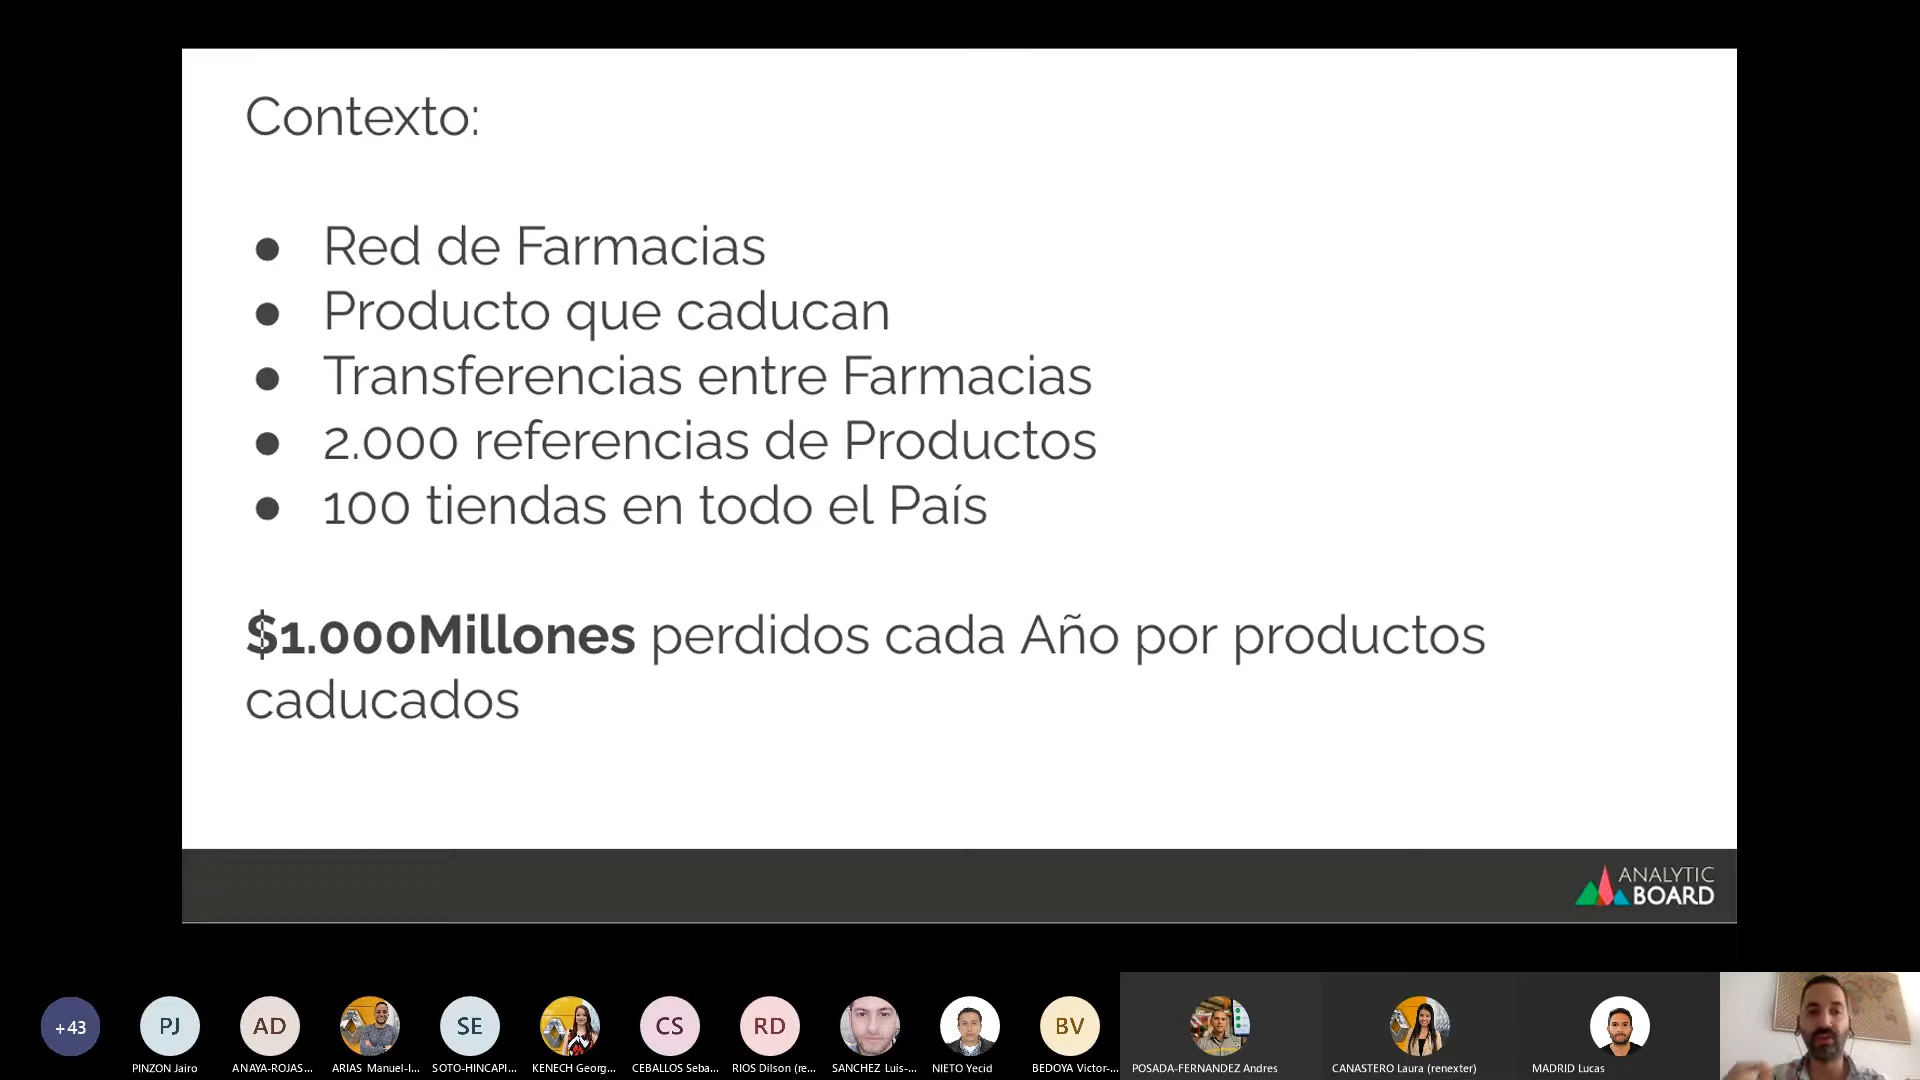 Contexto:
● Red de Farmacias
● Producto que caducan
● Transferencias entre Farmacias
● 2.000 referencias de Productos
● 100 tiendas en todo el País
$1.000Millones perdidos cada Año por productos
caducados
ANALYTIC
BOARD
+43
PJ
AD
SE
CS
RD
BV
PINZON Jairo
ANAYA-ROJAS...
ARIAS Manuel-I...
SOTO-HINCAPI...
KENECH Georg...
CEBALLOS Seba...
RIOS Dilson (re...
SANCHEZ Luis-...
NIETO Yecid
BEDOYA Victor-...
POSADA-FERNANDEZ Andres
CANASTERO Laura (renexter)
MADRID Lucas